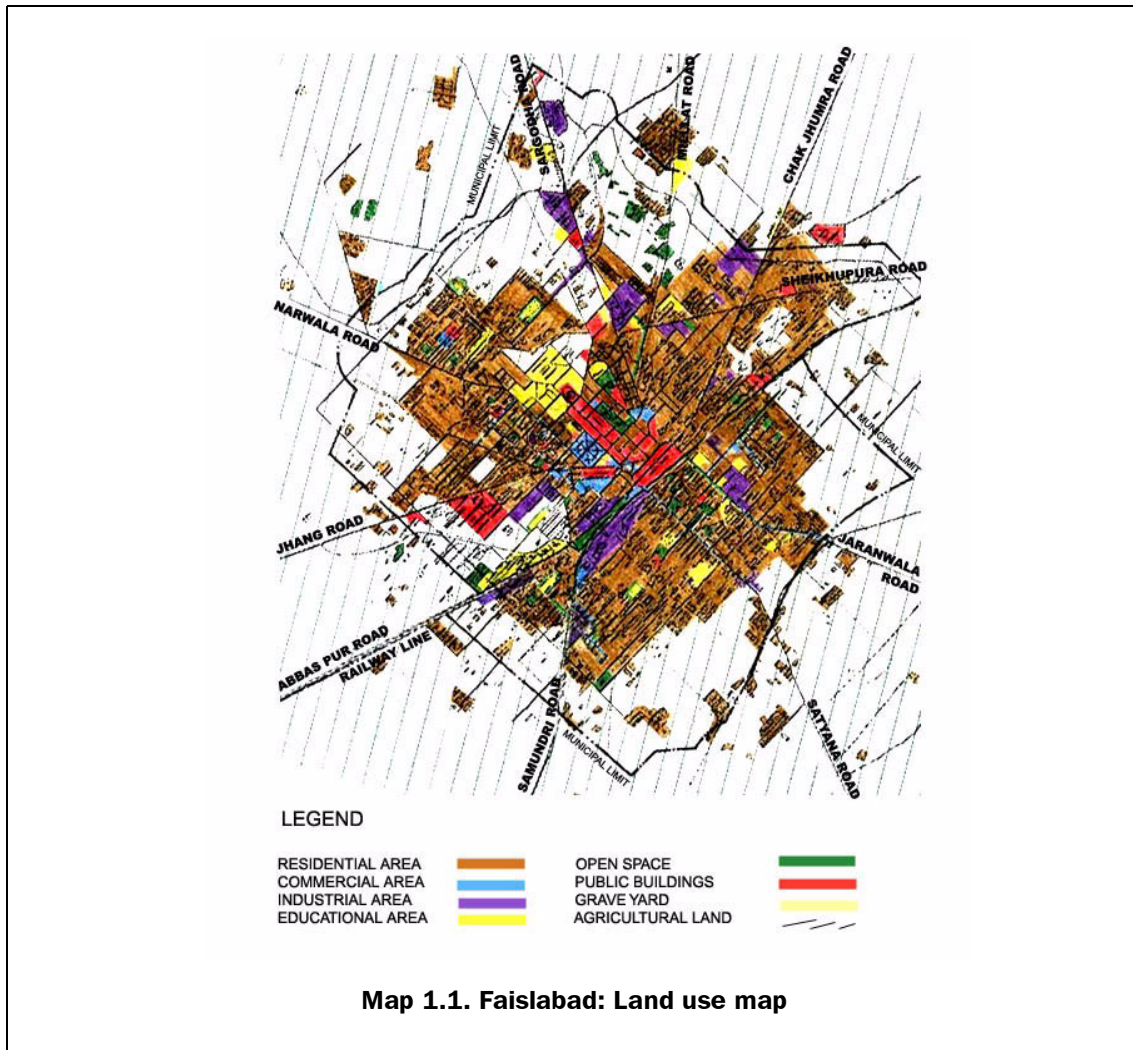 SARGODHA ROAD
MILLAT ROAD
CHAK JHUMRA ROAD
MUNICIPAL LIMIT
SHEIKHUPURA ROAD
NARWALA ROAD
MUNICIPAL LIMIT
JHANG ROAD
JARANWALA
ROAD
ABBAS PUR ROAD
RAILWAY LINE
SAMUNDRI ROAD
MUNICIPAL LIMIT
SATYANA ROAD
LEGEND
RESIDENTIAL AREA
COMMERCIAL AREA
INDUSTRIAL AREA
EDUCATIONAL AREA
OPEN SPACE
PUBLIC BUILDINGS
GRAVE YARD
AGRICULTURAL LAND
Map 1.1. Faislabad: Land use map